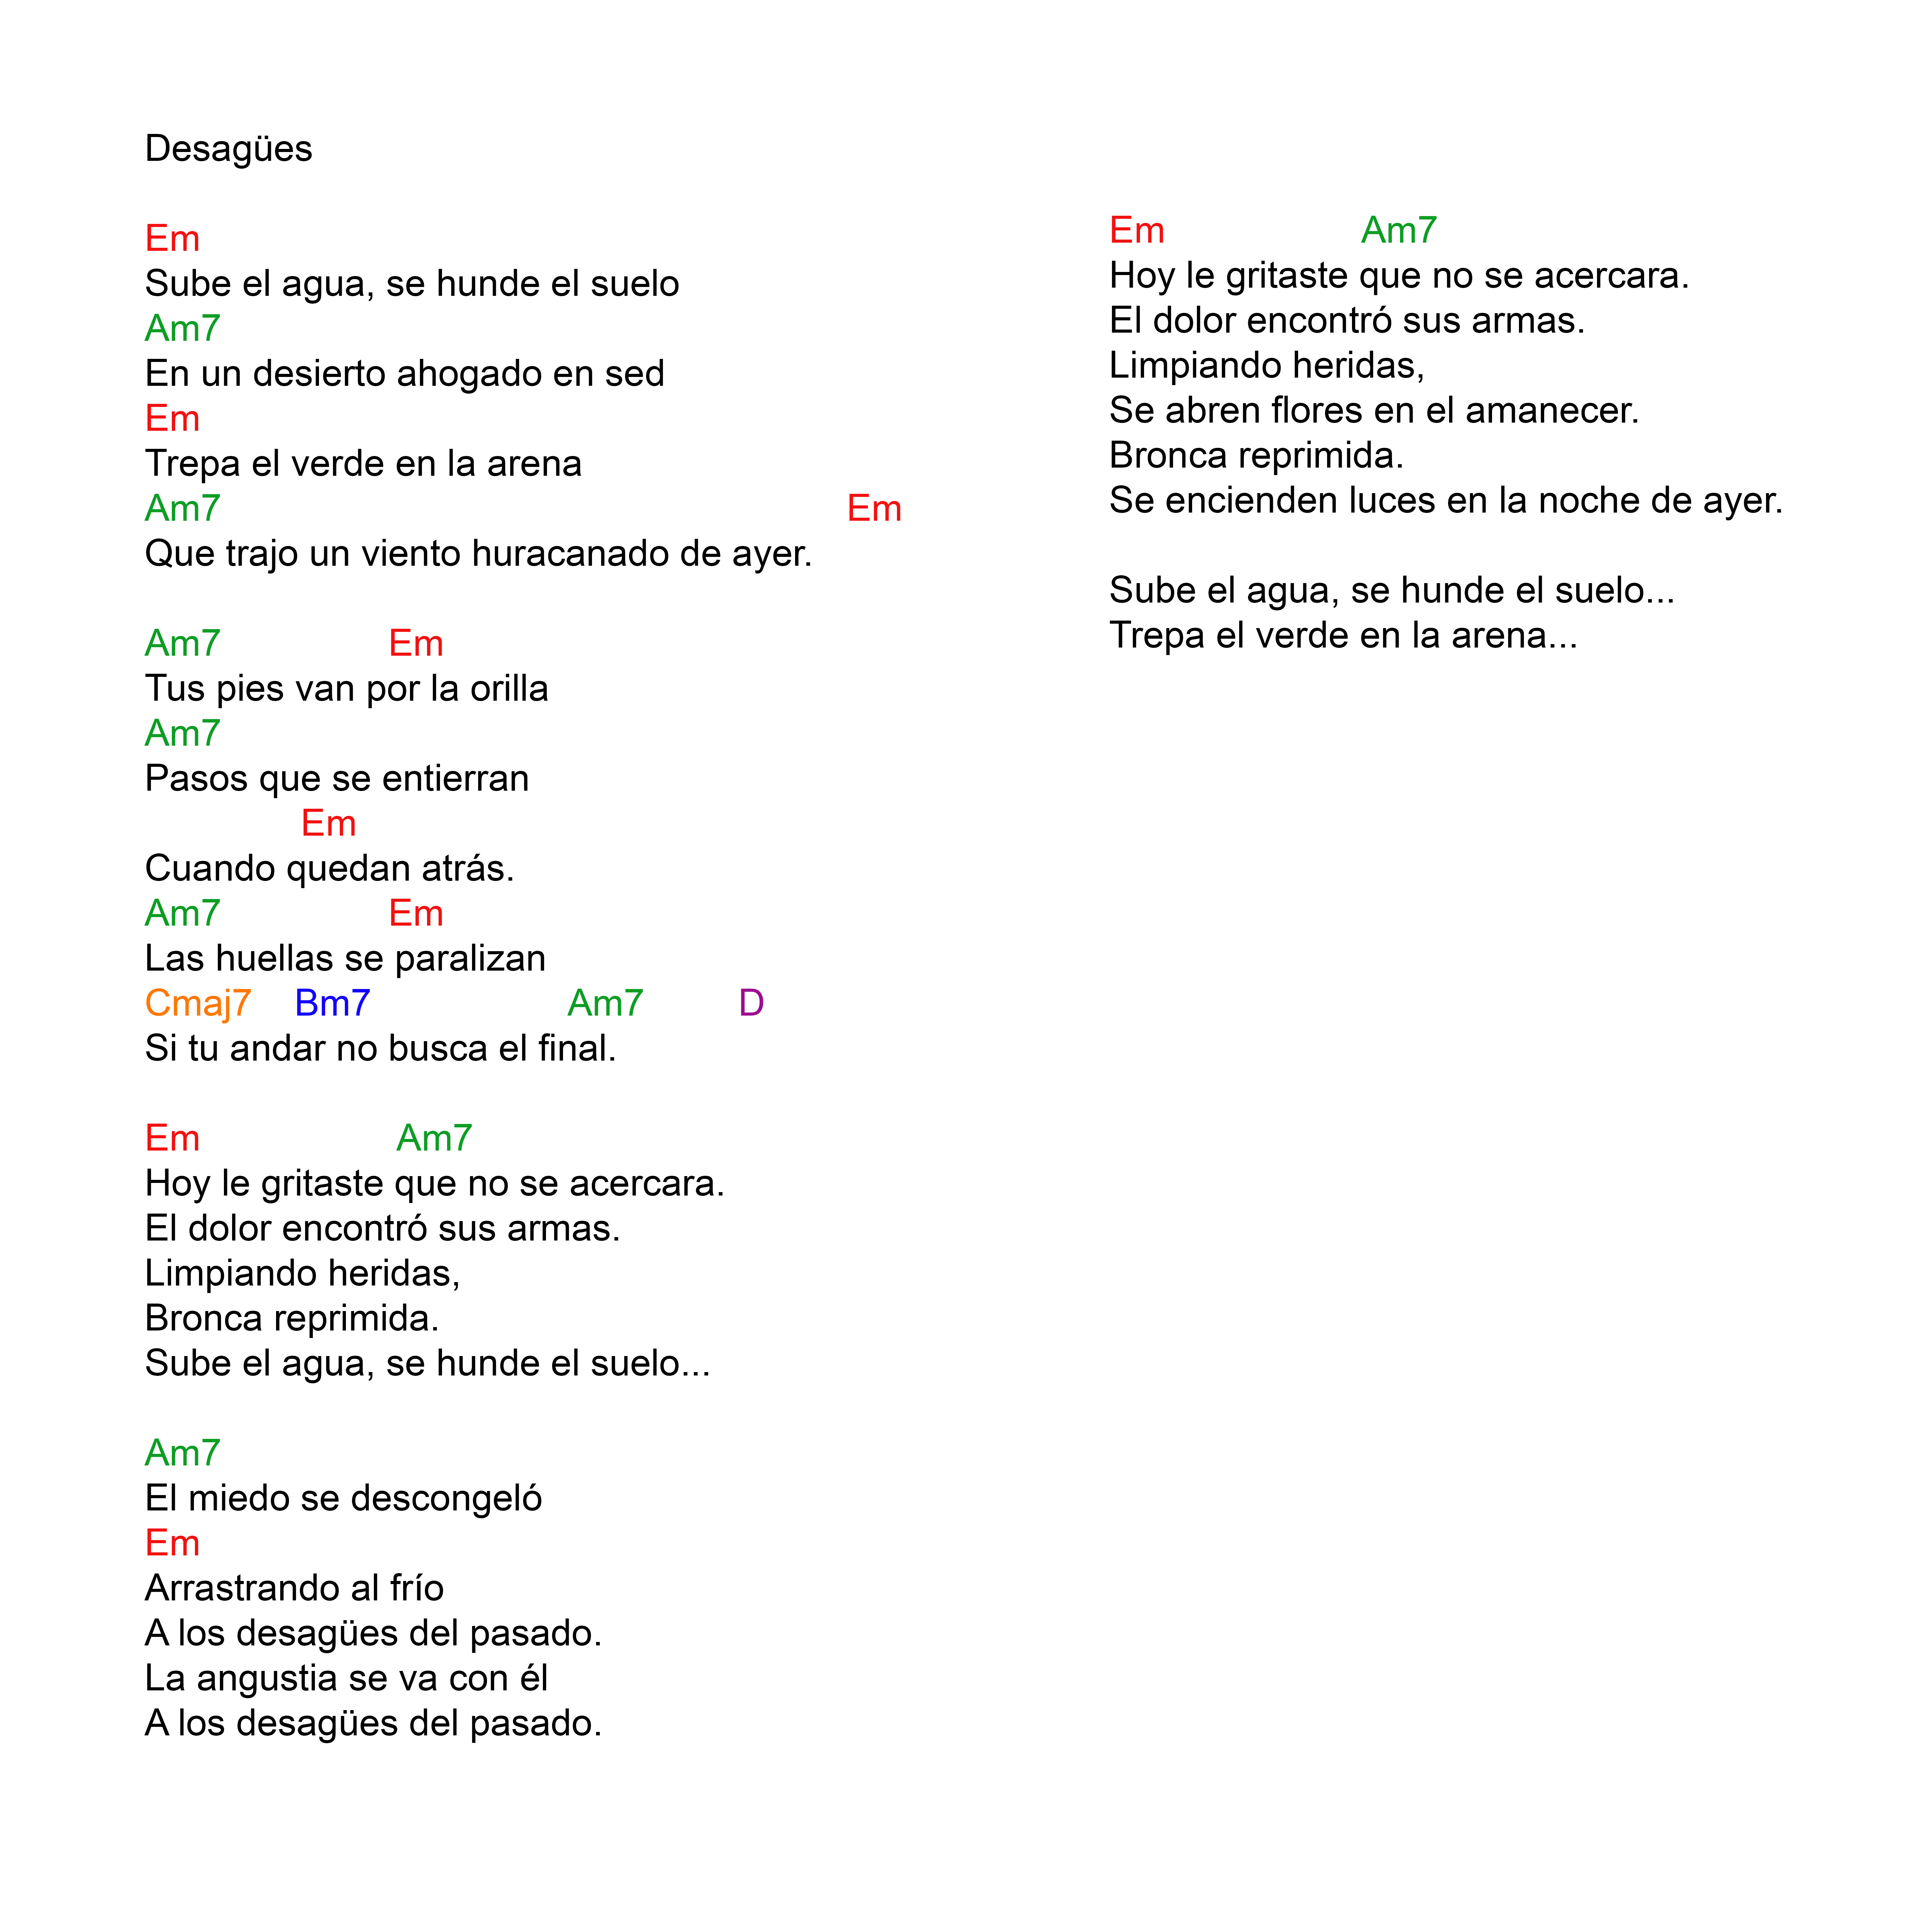 Desagües
Em
Sube el agua, se hunde el suelo
Am7
En un desierto ahogado en sed
Em
Trepa el verde en la arena
Am7 Em
Que trajo un viento huracanado de ayer.
Am7 Em
Tus pies van por la orilla
Am7
Pasos que se entierran
Em
Cuando quedan atrás.
Am7 Em
Las huellas se paralizan
Cmaj7 Bm7 Am7 D
Si tu andar no busca el final.
Em Am7
Hoy le gritaste que no se acercara.
El dolor encontró sus armas.
Limpiando heridas,
Bronca reprimida.
Sube el agua, se hunde el suelo...
Am7
El miedo se descongeló
Em
Arrastrando al frío
A los desagües del pasado.
La angustia se va con él
A los desagües del pasado.
Em Am7
Hoy le gritaste que no se acercara.
El dolor encontró sus armas.
Limpiando heridas,
Se abren flores en el amanecer.
Bronca reprimida.
Se encienden luces en la noche de ayer.
Sube el agua, se hunde el suelo...
Trepa el verde en la arena...